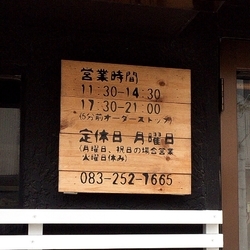 営業時間
11:30-14:30
17:30-21:00
(5分前オーダーストップ)
定休日 月曜日
(月曜日、祝日の場合営業
火曜日休み)
083-252-7665